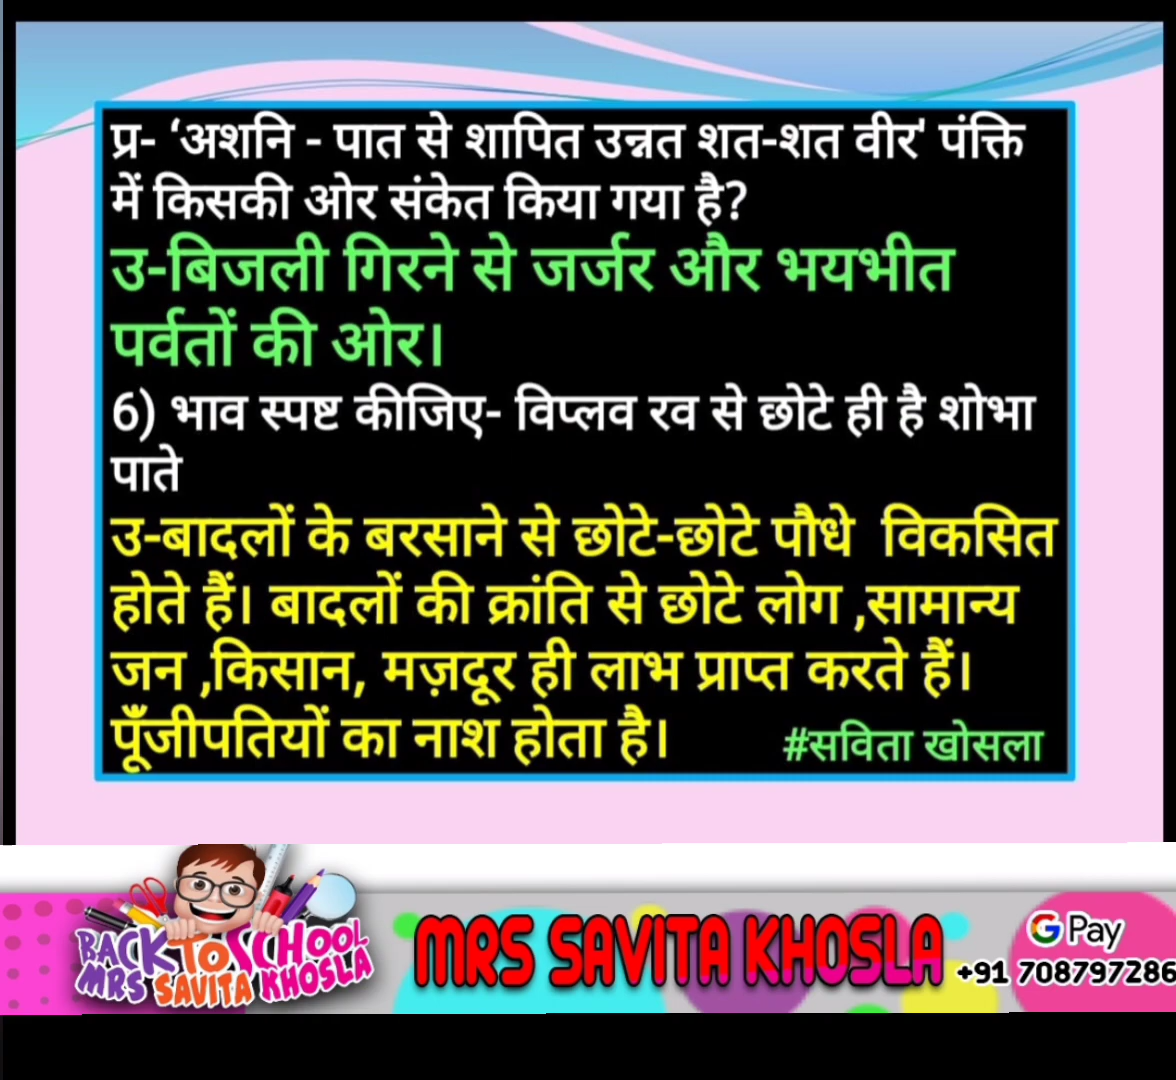 प्र- ‘अशनि - पात से शापित उन्नत शत-शत वीर' पंक्ति
में किसकी ओर संकेत किया गया है?
उ-बिजली गिरने से जर्जर और भयभीत
पर्वतों की ओर।
6) भाव स्पष्ट कीजिए- विप्लव रव से छोटे ही है शोभा
पाते
उ-बादलों के बरसाने से छोटे-छोटे पौधे विकसित
होते हैं। बादलों की क्रांति से छोटे लोग ,सामान्य
जन ,किसान, मज़दूर ही लाभ प्राप्त करते हैं।
पूँजीपतियों का नाश होता है। #सविता खोसला
BACK TO SCHOOL
MRS SAVITA KHOSLA
MRS SAVITA KHOSLA
G Pay
+91 708797286